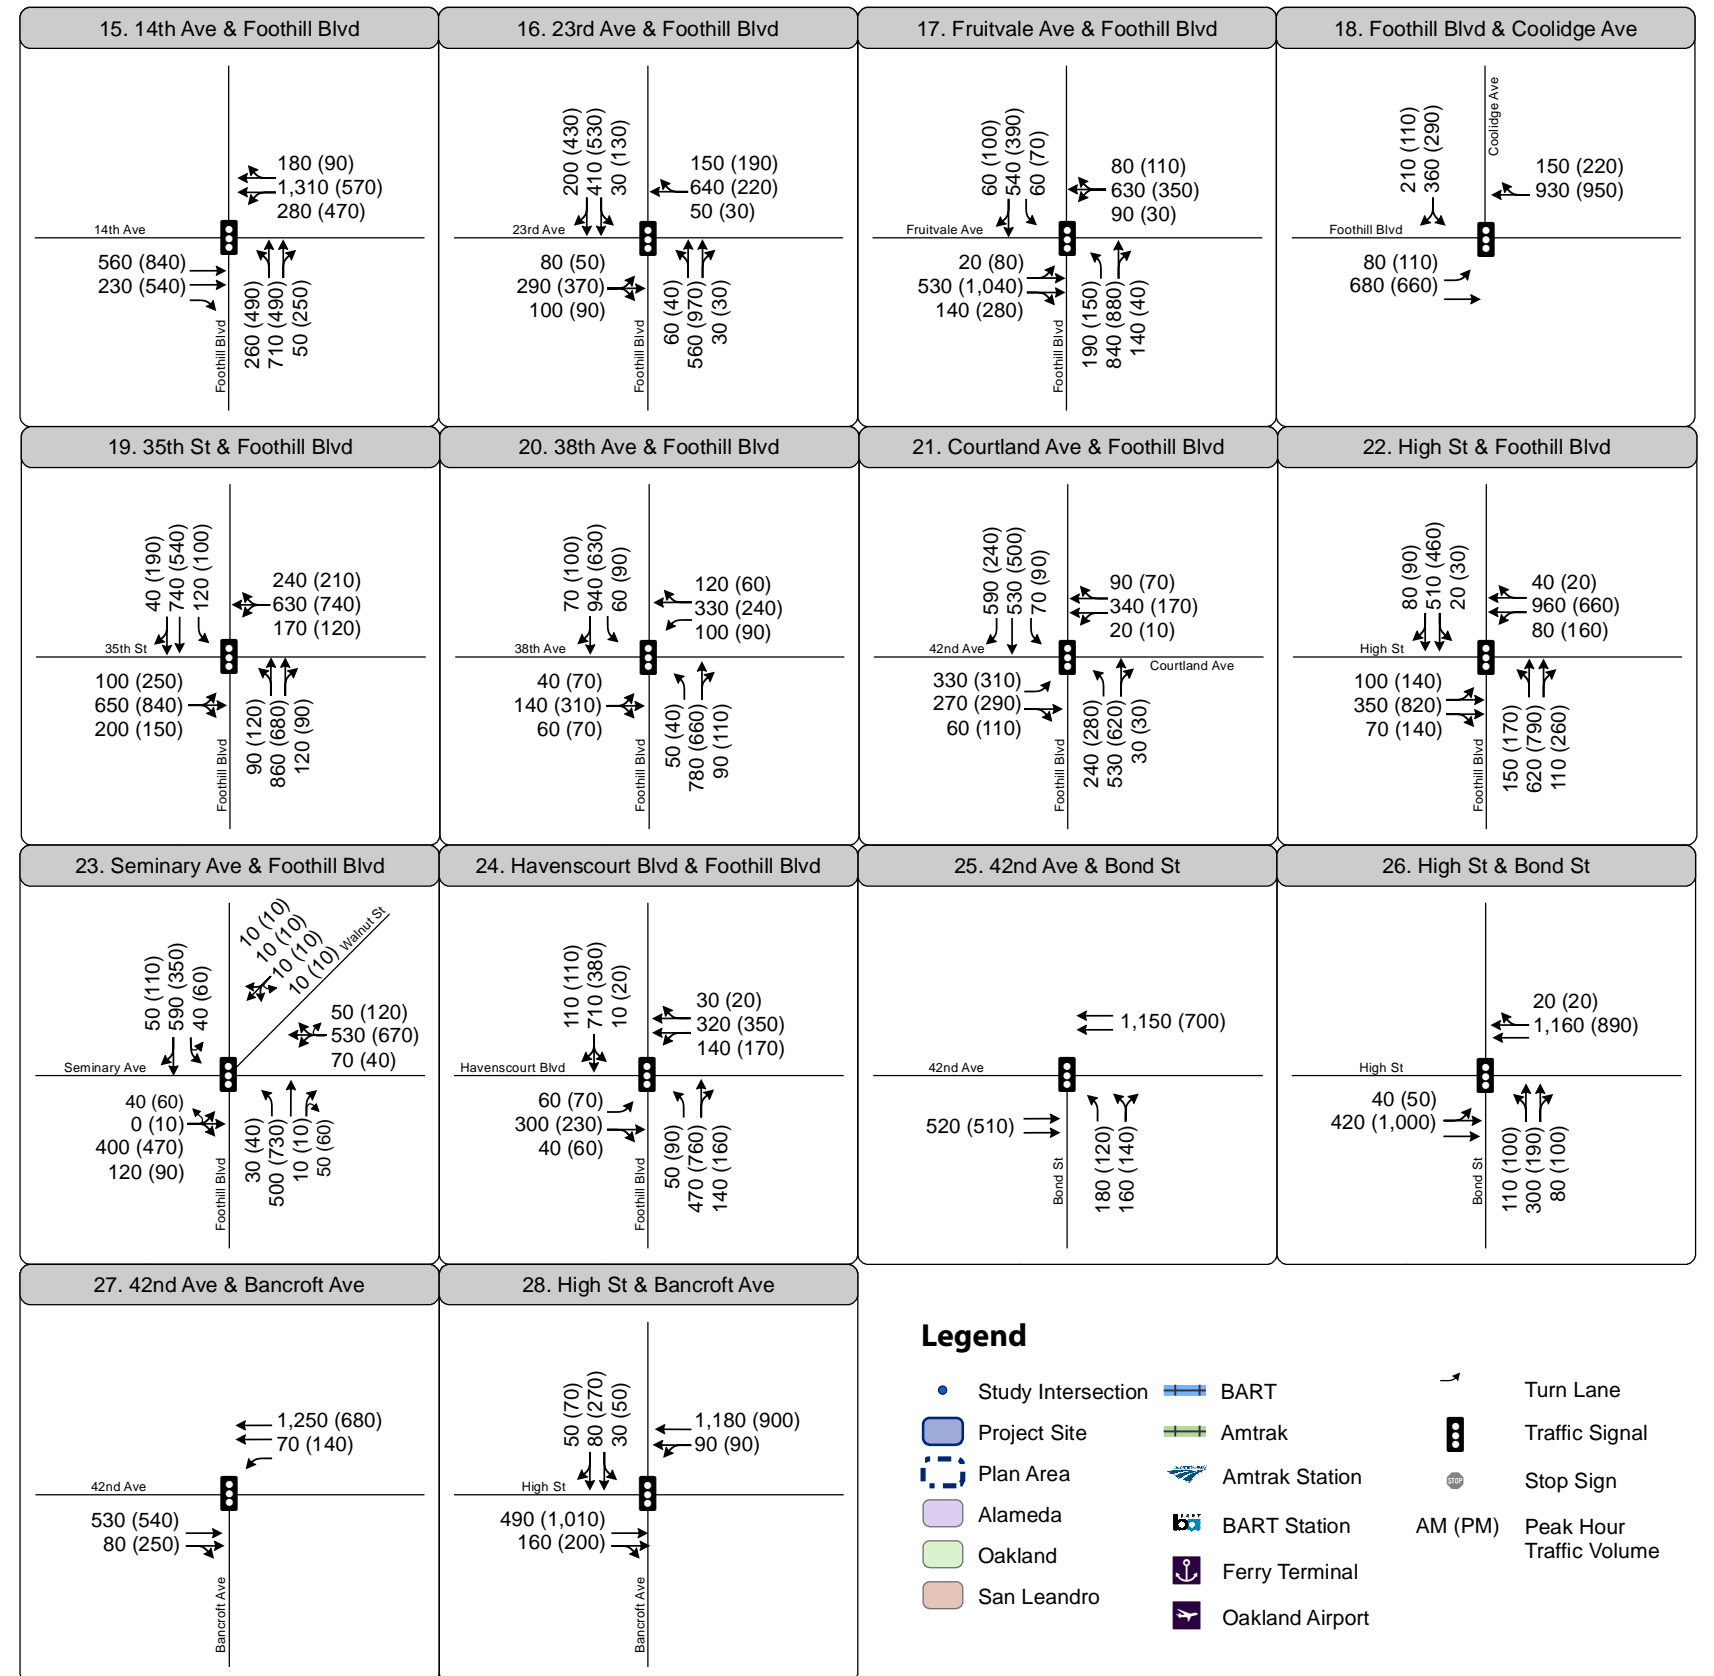 15. 14th Ave & Foothill Blvd
180 (90)
1,310 (570)
280 (470)
14th Ave
560 (840)
230 (540)
Foothill Blvd
260 (490)
710 (490)
50 (250)
16. 23rd Ave & Foothill Blvd
200 (430)
410 (530)
30 (130)
150 (190)
640 (220)
50 (30)
23rd Ave
80 (50)
290 (370)
100 (90)
Foothill Blvd
60 (40)
560 (970)
30 (30)
17. Fruitvale Ave & Foothill Blvd
60 (100)
540 (390)
60 (70)
80 (110)
630 (350)
90 (30)
Fruitvale Ave
20 (80)
530 (1,040)
140 (280)
Foothill Blvd
190 (150)
840 (880)
140 (40)
18. Foothill Blvd & Coolidge Ave
210 (110)
360 (290)
Coolidge Ave
150 (220)
930 (950)
Foothill Blvd
80 (110)
680 (660)
19. 35th St & Foothill Blvd
40 (190)
740 (540)
120 (100)
240 (210)
630 (740)
170 (120)
35th St
100 (250)
650 (840)
200 (150)
Foothill Blvd
90 (120)
860 (680)
120 (90)
20. 38th Ave & Foothill Blvd
70 (100)
940 (630)
60 (90)
120 (60)
330 (240)
100 (90)
38th Ave
40 (70)
140 (310)
60 (70)
Foothill Blvd
50 (40)
780 (660)
90 (110)
21. Courtland Ave & Foothill Blvd
590 (240)
530 (500)
70 (90)
90 (70)
340 (170)
20 (10)
42nd Ave
Courtland Ave
330 (310)
270 (290)
60 (110)
Foothill Blvd
240 (280)
530 (620)
30 (30)
22. High St & Foothill Blvd
80 (90)
510 (460)
20 (30)
40 (20)
960 (660)
80 (160)
High St
100 (140)
350 (820)
70 (140)
Foothill Blvd
150 (170)
620 (790)
110 (260)
23. Seminary Ave & Foothill Blvd
50 (110)
590 (350)
40 (60)
10 (10)
10 (10)
10 (10)
10 (10)
Walnut St
50 (120)
530 (670)
70 (40)
Seminary Ave
40 (60)
0 (10)
400 (470)
120 (90)
Foothill Blvd
30 (40)
500 (730)
10 (10)
50 (60)
24. Havenscourt Blvd & Foothill Blvd
110 (110)
710 (380)
10 (20)
30 (20)
320 (350)
140 (170)
Havenscourt Blvd
60 (70)
300 (230)
40 (60)
Foothill Blvd
50 (90)
470 (760)
140 (160)
25. 42nd Ave & Bond St
1,150 (700)
42nd Ave
520 (510)
Bond St
180 (120)
160 (140)
26. High St & Bond St
20 (20)
1,160 (890)
High St
40 (50)
420 (1,000)
Bond St
110 (100)
300 (190)
80 (100)
27. 42nd Ave & Bancroft Ave
1,250 (680)
70 (140)
42nd Ave
530 (540)
80 (250)
Bancroft Ave
28. High St & Bancroft Ave
50 (70)
80 (270)
30 (50)
1,180 (900)
90 (90)
High St
490 (1,010)
160 (200)
Bancroft Ave
Legend
Study Intersection
Project Site
Plan Area
Alameda
Oakland
San Leandro
BART
Amtrak
Amtrak Station
BART Station
Ferry Terminal
Oakland Airport
Turn Lane
Traffic Signal
STOP
Stop Sign
AM (PM)
Peak Hour
Traffic Volume